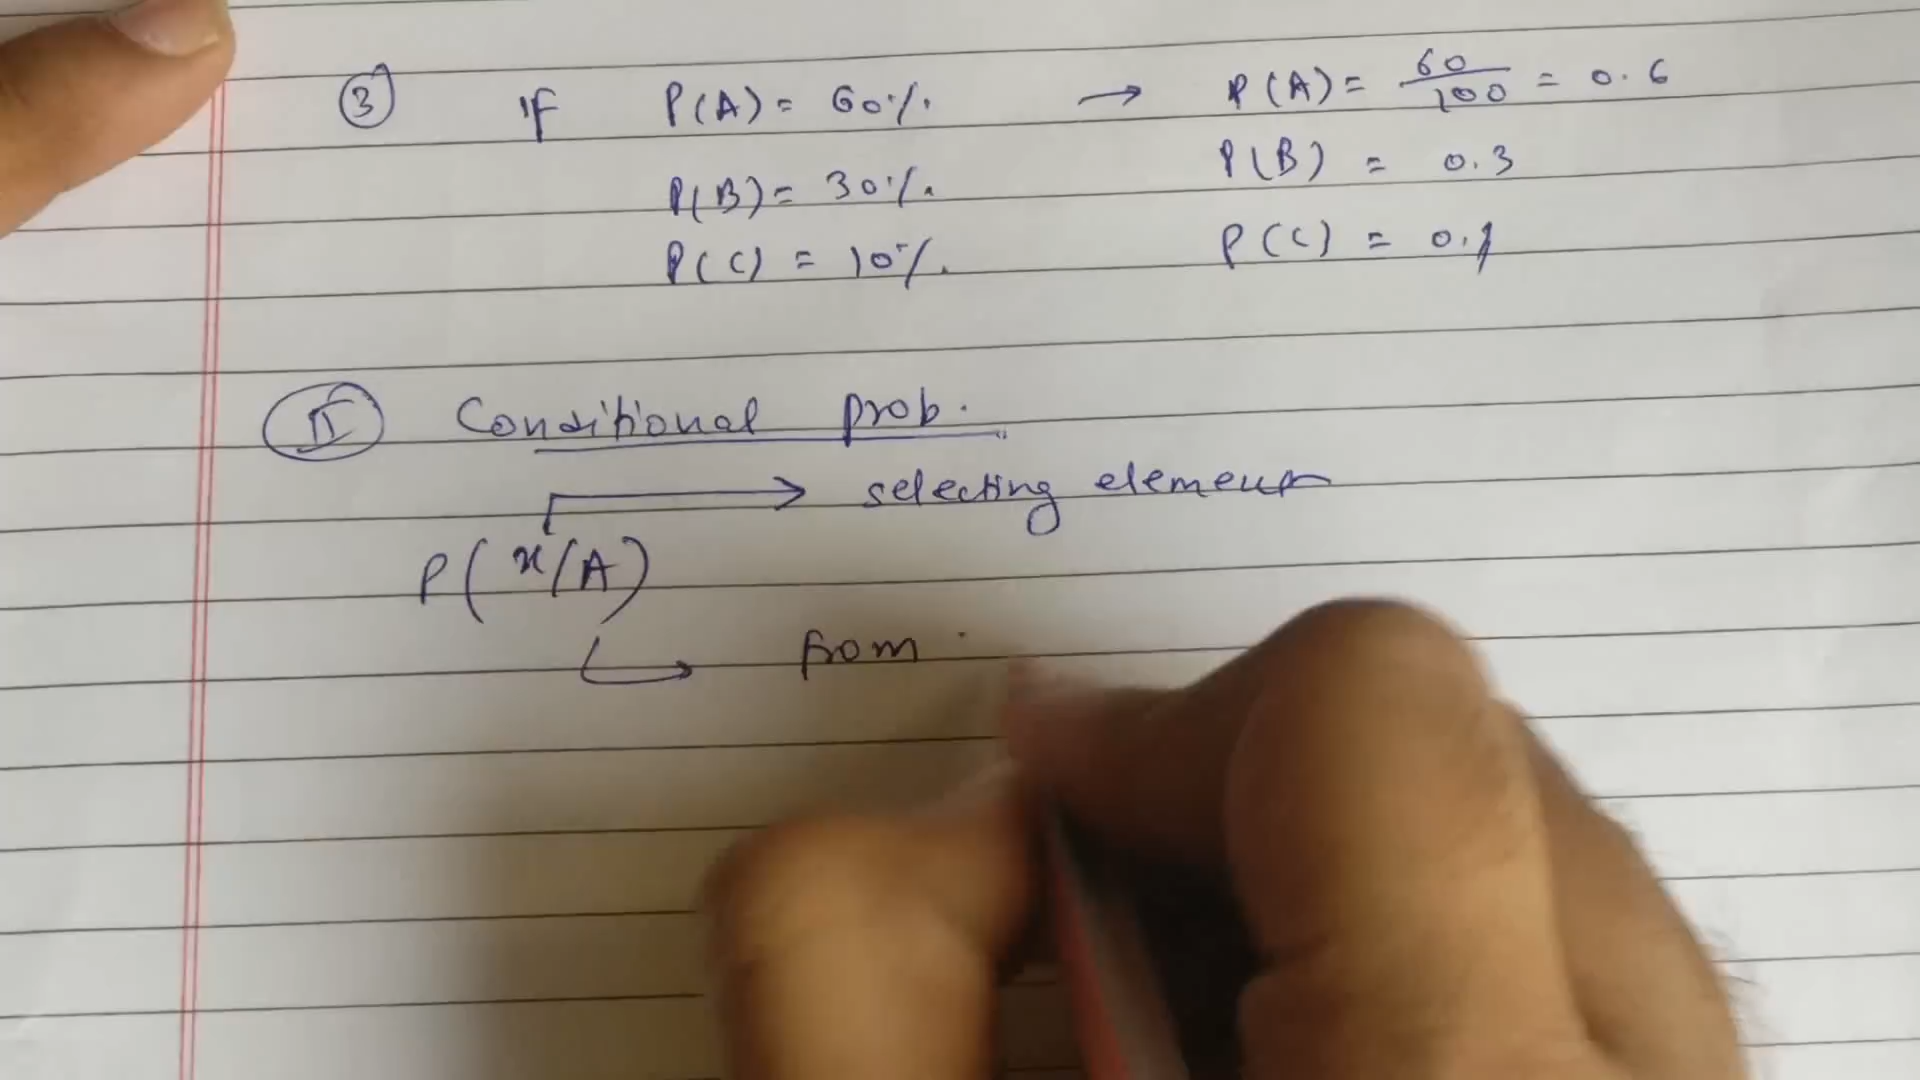 ③ If P(A) = 60% → P(A) = 60/100 = 0.6
P(B) = 30% P(B) = 0.3
P(C) = 10% P(C) = 0.1
II Conditional prob.
→ selecting element
P(x/A)
→ from